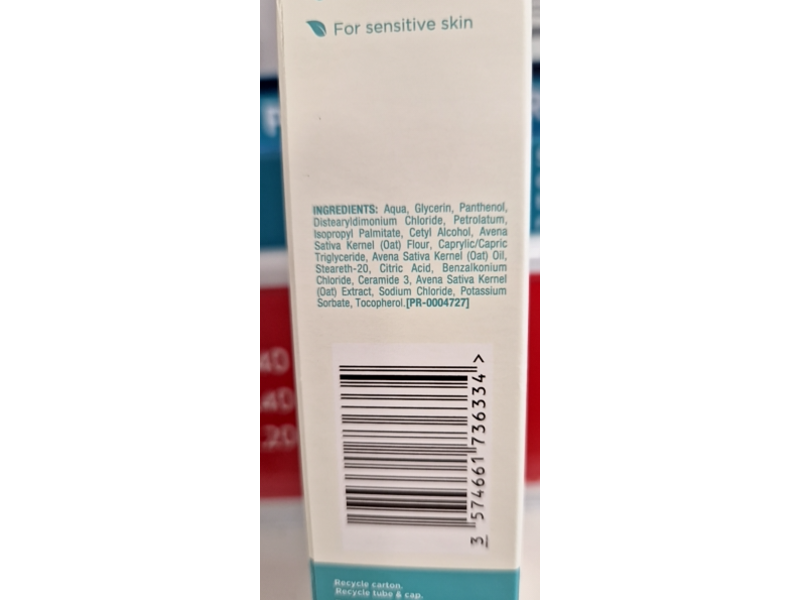 For sensitive skin
INGREDIENTS: Aqua, Glycerin, Panthenol,
Distearyldimonium Chloride, Petrolatum,
Isopropyl Palmitate, Cetyl Alcohol, Avena
Sativa Kernel (Oat) Flour, Caprylic/Capric
Triglyceride, Avena Sativa Kernel (Oat) Oil,
Steareth-20, Citric Acid, Benzalkonium
Chloride, Ceramide 3, Avena Sativa Kernel
(Oat) Extract, Sodium Chloride, Potassium
Sorbate, Tocopherol.[PR-0004727]
3 574661 736334 >
Recycle carton.
Recycle tube & cap.